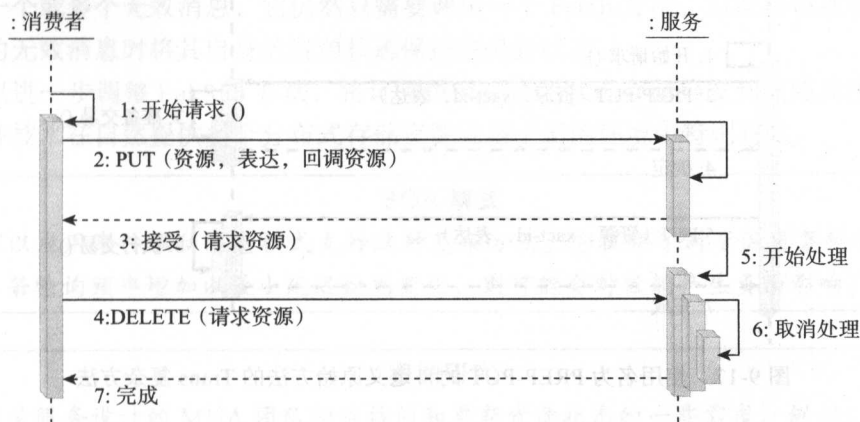 : 消费者
: 服务
1: 开始请求 ()
2: PUT（资源，表达，回调资源）
3: 接受（请求资源）
5: 开始处理
4:DELETE（请求资源）
6: 取消处理
7: 完成